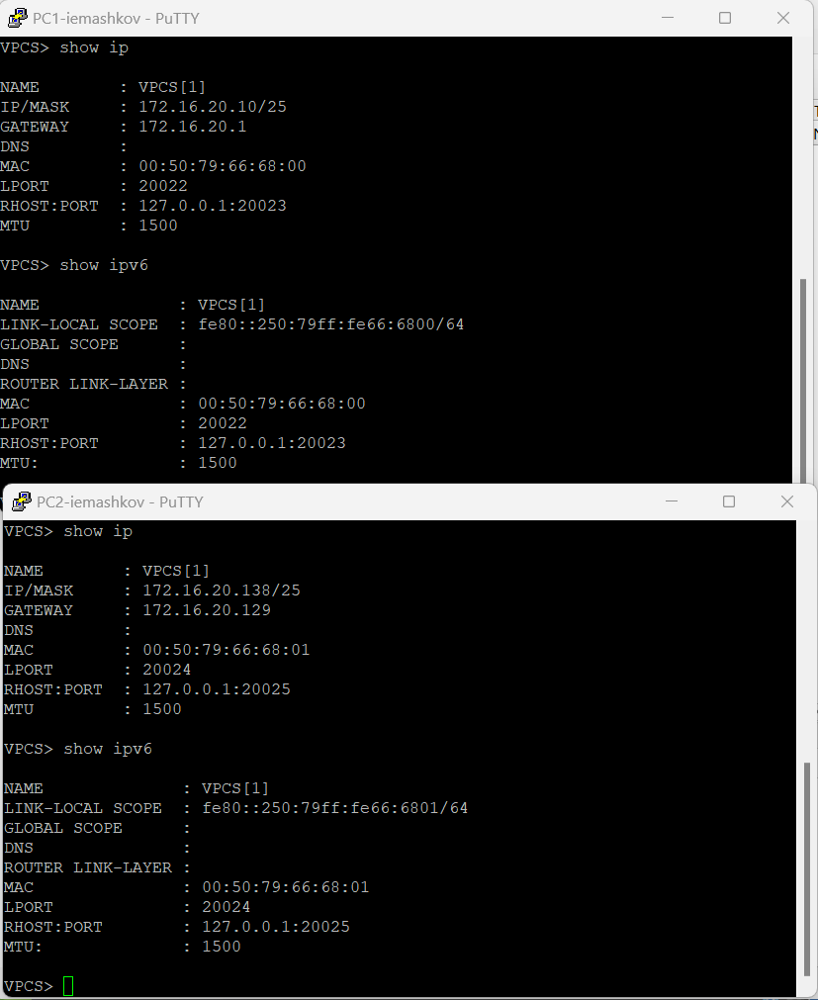 PC1-iemashkov - PuTTY
VPCS> show ip
NAME : VPCS[1]
IP/MASK : 172.16.20.10/25
GATEWAY : 172.16.20.1
DNS :
MAC : 00:50:79:66:68:00
LPORT : 20022
RHOST:PORT : 127.0.0.1:20023
MTU : 1500
VPCS> show ipv6
NAME : VPCS[1]
LINK-LOCAL SCOPE : fe80::250:79ff:fe66:6800/64
GLOBAL SCOPE :
DNS :
ROUTER LINK-LAYER :
MAC : 00:50:79:66:68:00
LPORT : 20022
RHOST:PORT : 127.0.0.1:20023
MTU: : 1500
PC2-iemashkov - PuTTY
VPCS> show ip
NAME : VPCS[1]
IP/MASK : 172.16.20.138/25
GATEWAY : 172.16.20.129
DNS :
MAC : 00:50:79:66:68:01
LPORT : 20024
RHOST:PORT : 127.0.0.1:20025
MTU : 1500
VPCS> show ipv6
NAME : VPCS[1]
LINK-LOCAL SCOPE : fe80::250:79ff:fe66:6801/64
GLOBAL SCOPE :
DNS :
ROUTER LINK-LAYER :
MAC : 00:50:79:66:68:01
LPORT : 20024
RHOST:PORT : 127.0.0.1:20025
MTU: : 1500
VPCS>